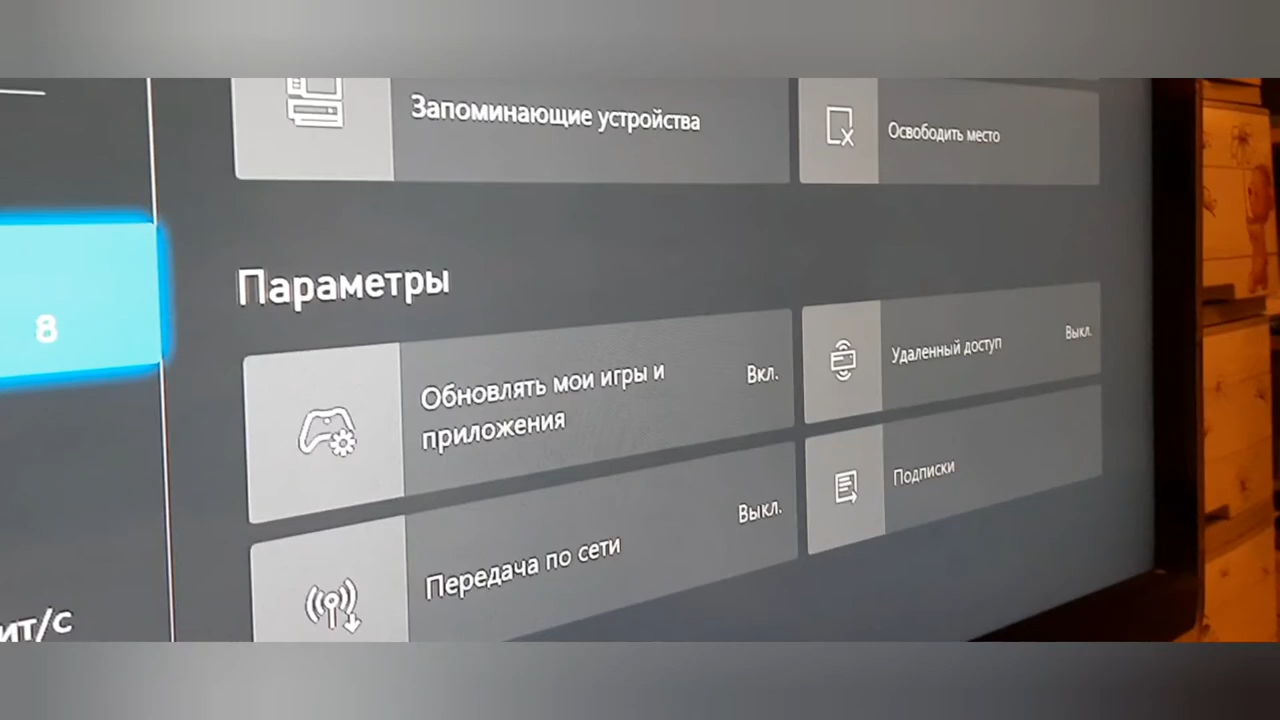 Запоминающие устройства
Освободить место
8
Параметры
Обновлять мои игры и
приложения
Вкл.
Удаленный доступ
Выкл.
Передача по сети
Выкл.
Подписки
ит/с